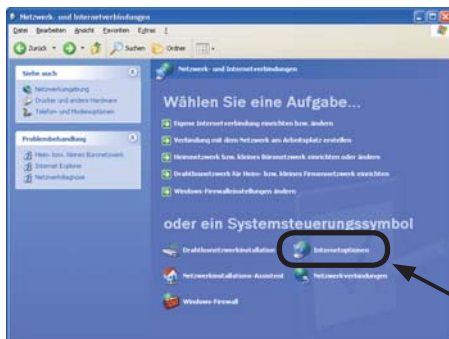 Netzwerk- und Internetverbindungen
Datei Bearbeiten Ansicht Favoriten Extras ?
Zurück Suchen Ordner
Siehe auch
Netzwerkumgebung
Drucker und andere Hardware
Telefon- und Modemoptionen
Problembehandlung
Heim- bzw. kleines Büronetzwerk
Internet Explorer
Netzwerkdiagnose
Netzwerk- und Internetverbindungen
Wählen Sie eine Aufgabe...
Eigene Internetverbindung einrichten bzw. ändern
Verbindung mit dem Netzwerk am Arbeitsplatz erstellen
Heimnetzwerk bzw. kleines Büronetzwerk einrichten oder ändern
Drahtlosnetzwerk für Heim- bzw. kleines Firmennetzwerk einrichten
Windows-Firewalleinstellungen ändern
oder ein Systemsteuerungssymbol
Drahtlosnetzwerkinstallation Internetoptionen
Netzwerkinstallations-Assistent Netzwerkverbindungen
Windows-Firewall